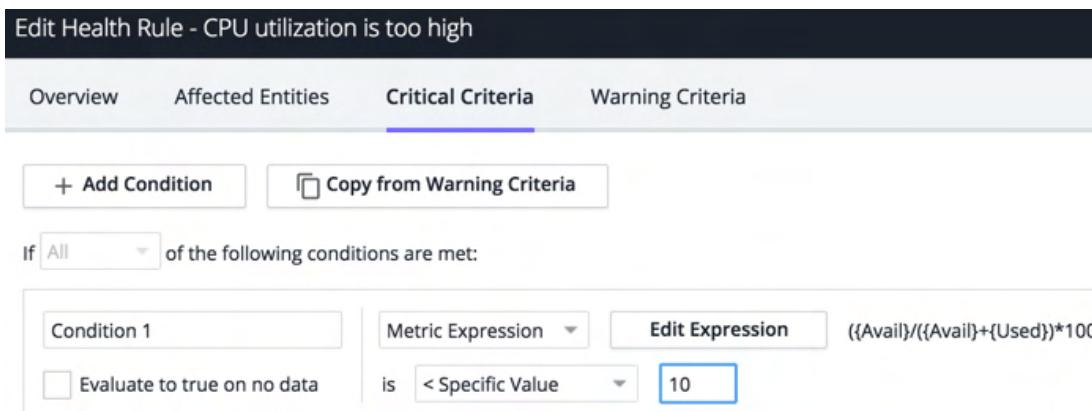 Edit Health Rule - CPU utilization is too high
Overview Affected Entities Critical Criteria Warning Criteria
+ Add Condition Copy from Warning Criteria
If All of the following conditions are met:
Condition 1 Metric Expression Edit Expression ({Avail}/({Avail}+{Used})*100
Evaluate to true on no data is < Specific Value 10